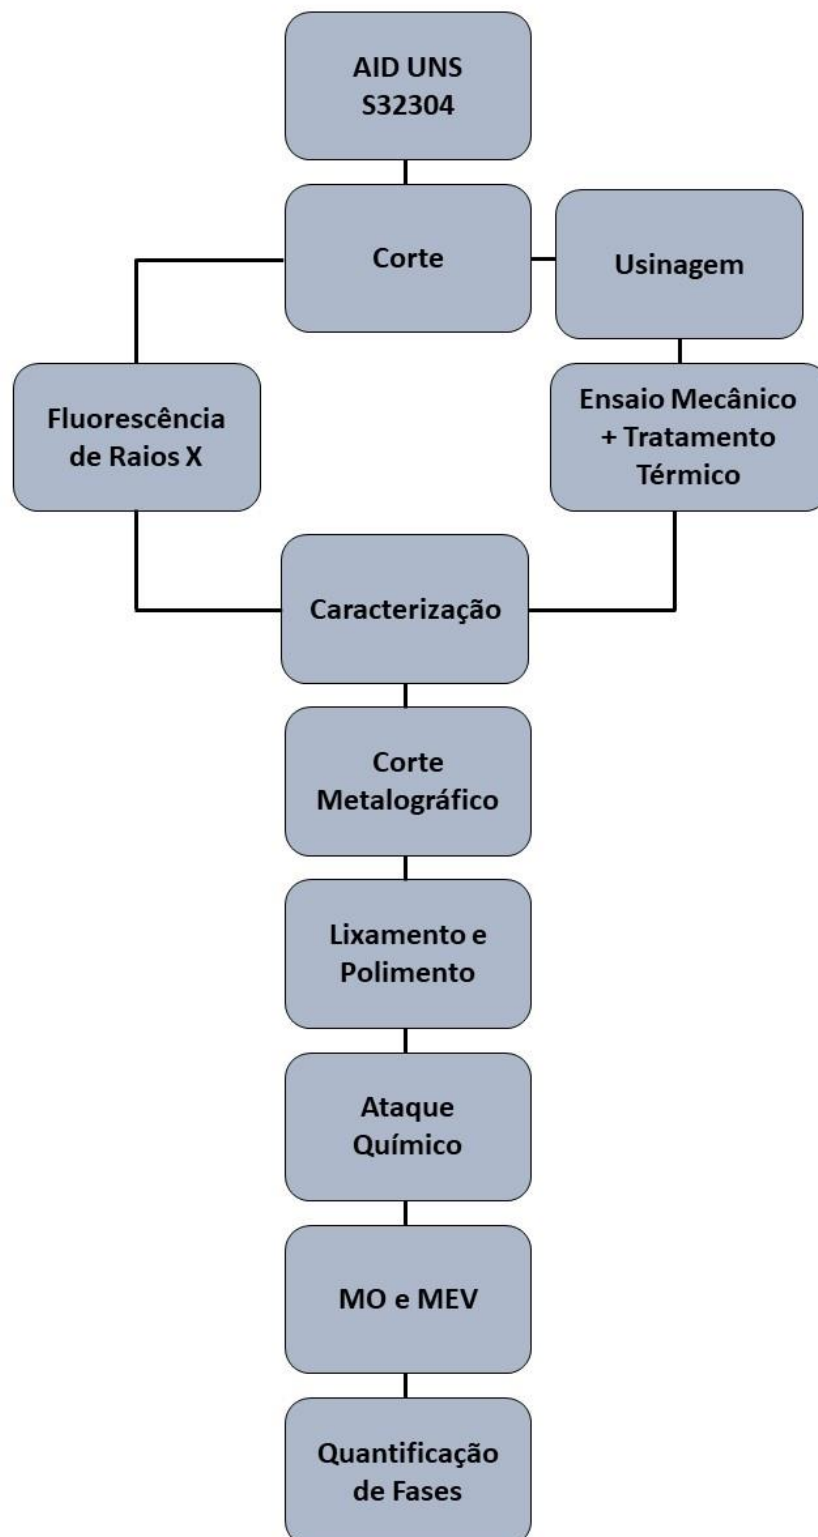 AID UNS
S32304
Corte
Usinagem
Fluorescência
de Raios X
Ensaio Mecânico
+ Tratamento
Térmico
Caracterização
Corte
Metalográfico
Lixamento e
Polimento
Ataque
Químico
MO e MEV
Quantificação
de Fases